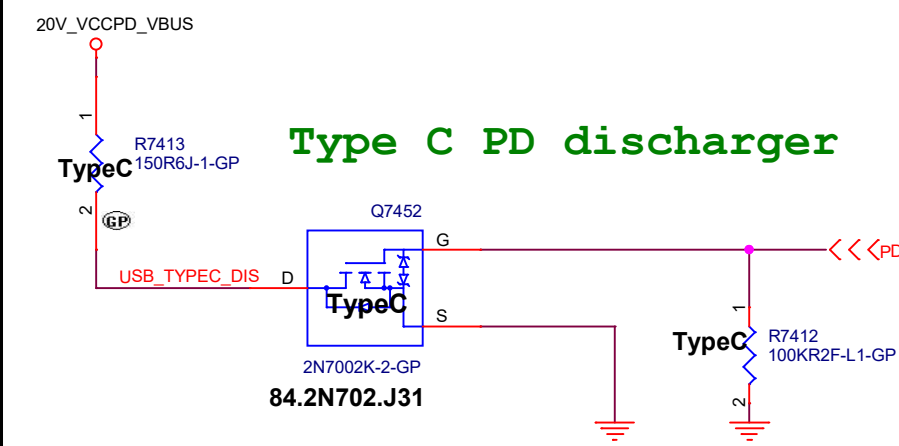 20V_VCCPD_VBUS
1
R7413
150R6J-1-GP
TypeC
2
GP
Type C PD discharger
Q7452
G
USB_TYPEC_DIS
D
TypeC
S
2N7002K-2-GP
84.2N702.J31
PD
1
TypeC
R7412
100KR2F-L1-GP
2